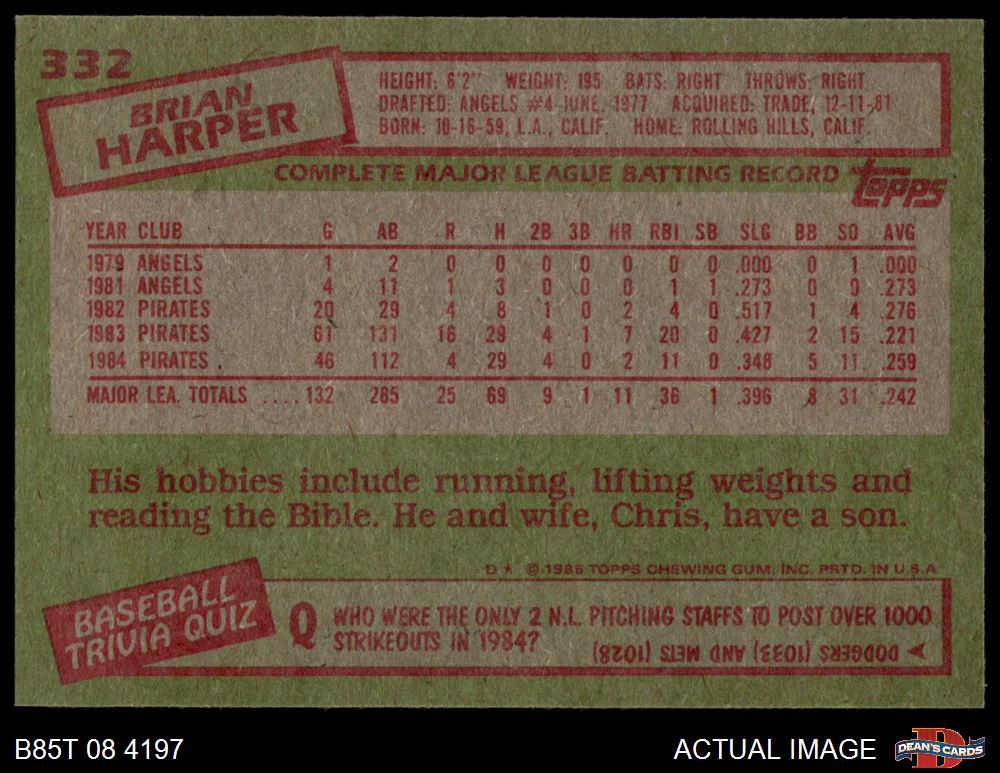 332
BRIAN
HARPER
HEIGHT: 6'2" WEIGHT: 195 BATS: RIGHT THROWS: RIGHT
DRAFTED: ANGELS #4-JUNE, 1977 ACQUIRED: TRADE, 12-11-81
BORN: 10-16-59, L.A., CALIF. HOME: ROLLING HILLS, CALIF.
COMPLETE MAJOR LEAGUE BATTING RECORD
topps
YEAR CLUB G AB R H 2B 3B HR RBI SB SLG BB SO AVG
1979 ANGELS 1 2 0 0 0 0 0 0 0 .000 0 1 .000
1981 ANGELS 4 11 1 3 0 0 0 1 1 .273 0 0 .273
1982 PIRATES 20 29 4 8 1 0 2 4 0 .517 1 4 .276
1983 PIRATES 61 131 16 29 4 1 7 20 0 .427 2 15 .221
1984 PIRATES 46 112 4 29 4 0 2 11 0 .348 5 11 .259
MAJOR LEA. TOTALS .... 132 285 25 69 9 1 11 36 1 .396 8 31 .242
His hobbies include running, lifting weights and
reading the Bible. He and wife, Chris, have a son.
D* © 1985 TOPPS CHEWING GUM, INC. PRTD. IN U.S.A
BASEBALL
TRIVIA QUIZ
Q WHO WERE THE ONLY 2 N.L. PITCHING STAFFS TO POST OVER 1000
STRIKEOUTS IN 1984?
DODGERS (1033) AND METS (1028)
B85T 08 4197
ACTUAL IMAGE
D
DEAN'S CARDS